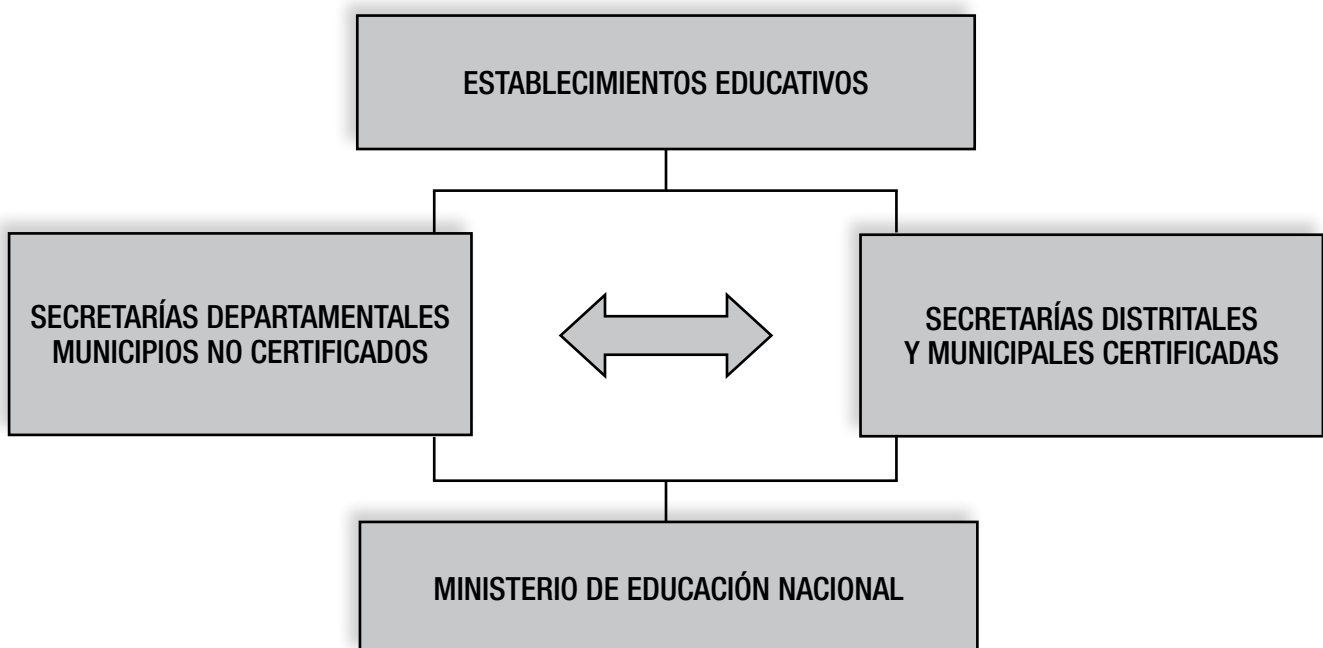 ESTABLECIMIENTOS EDUCATIVOS
SECRETARÍAS DEPARTAMENTALES
MUNICIPIOS NO CERTIFICADOS
SECRETARÍAS DISTRITALES
Y MUNICIPALES CERTIFICADAS
MINISTERIO DE EDUCACIÓN NACIONAL